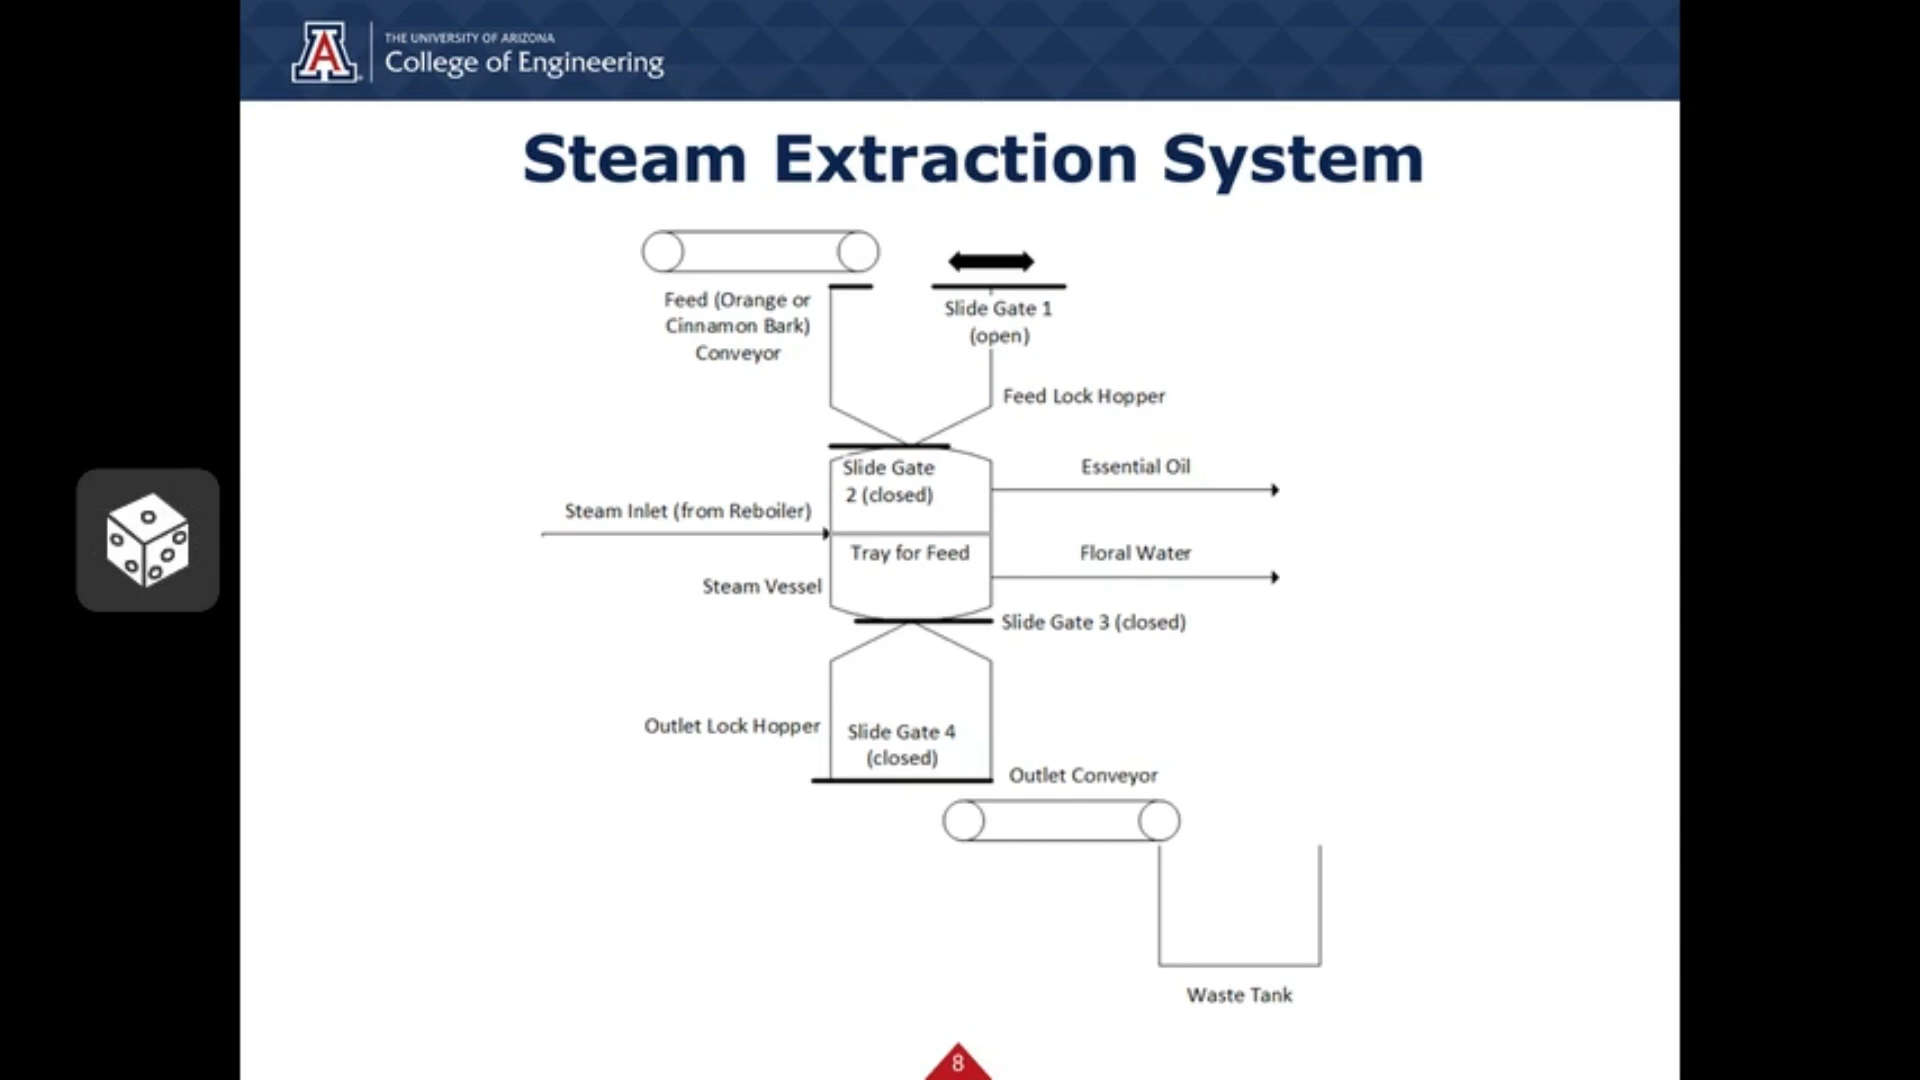 THE UNIVERSITY OF ARIZONA
College of Engineering
Steam Extraction System
Feed (Orange or
Cinnamon Bark)
Conveyor
Slide Gate 1
(open)
Feed Lock Hopper
Slide Gate
2 (closed)
Essential Oil
Steam Inlet (from Reboiler)
Tray for Feed
Floral Water
Steam Vessel
Slide Gate 3 (closed)
Outlet Lock Hopper
Slide Gate 4
(closed)
Outlet Conveyor
Waste Tank
8